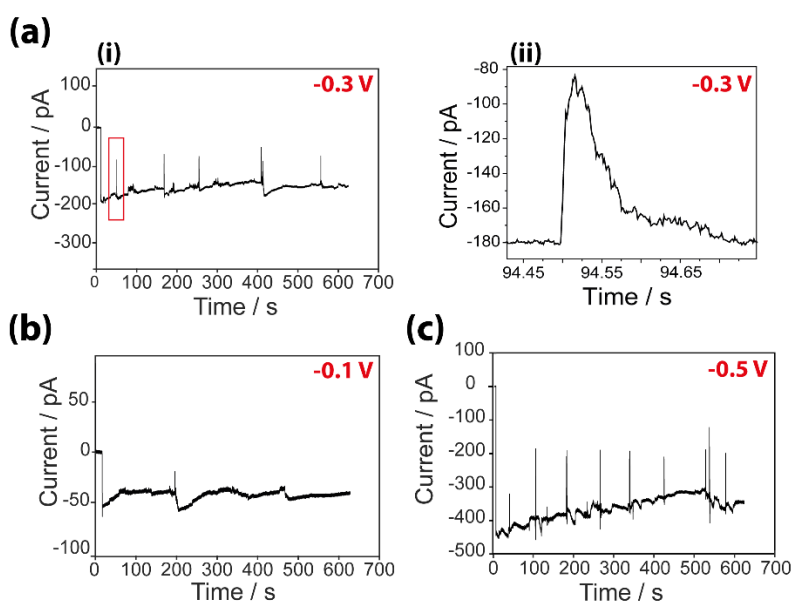 (a)
(i)
-0.3 V
Current / pA
100
0
-100
-200
-300
0 100 200 300 400 500 600 700
Time / s
(ii)
-0.3 V
Current / pA
-80
-100
-120
-140
-160
-180
94.45 94.55 94.65
Time / s
(b)
-0.1 V
Current / pA
50
0
-50
-100
0 100 200 300 400 500 600 700
Time / s
(c)
-0.5 V
Current / pA
100
0
-100
-200
-300
-400
-500
0 100 200 300 400 500 600 700
Time / s